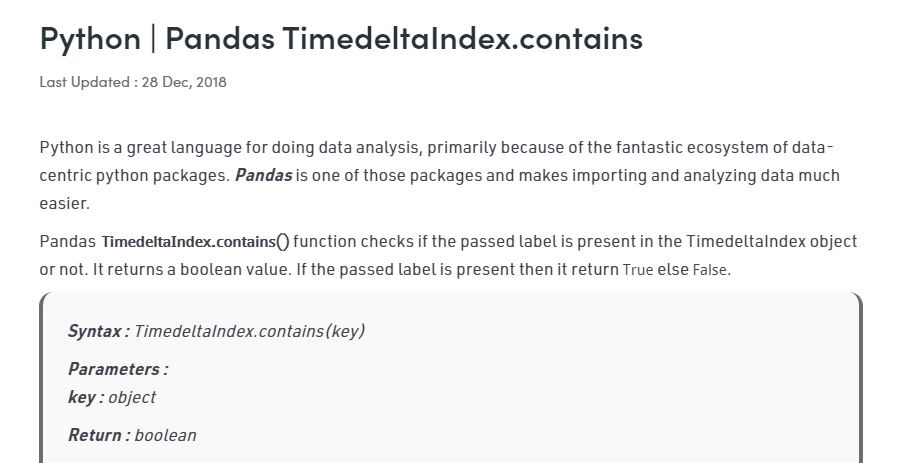 Python | Pandas TimedeltaIndex.contains
Last Updated : 28 Dec, 2018
Python is a great language for doing data analysis, primarily because of the fantastic ecosystem of data-
centric python packages. Pandas is one of those packages and makes importing and analyzing data much
easier.
Pandas TimedeltaIndex.contains() function checks if the passed label is present in the TimedeltaIndex object
or not. It returns a boolean value. If the passed label is present then it return True else False.
Syntax : TimedeltaIndex.contains(key)
Parameters :
key : object
Return : boolean